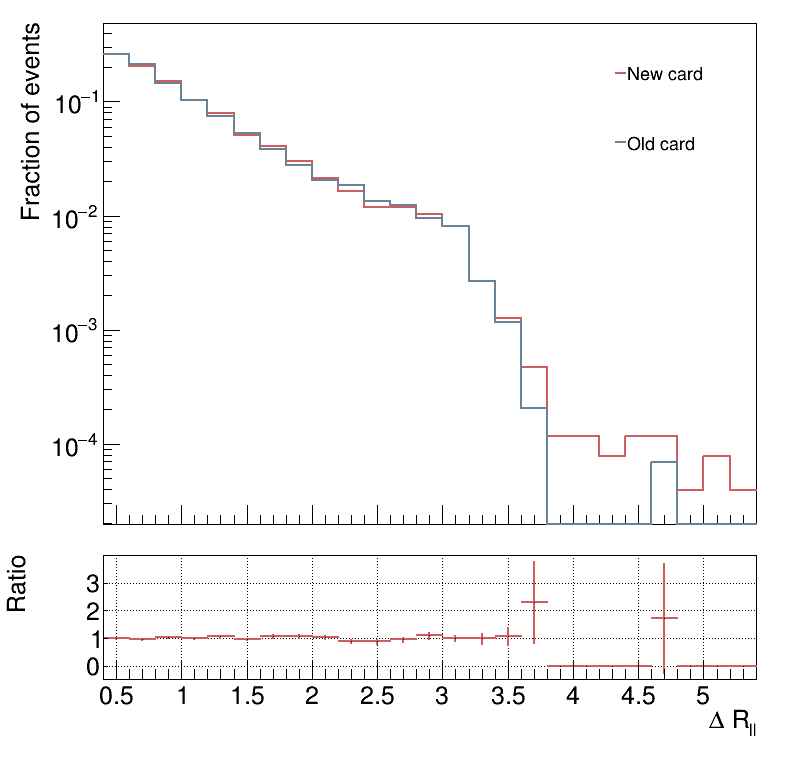 Fraction of events
10⁻¹
10⁻²
10⁻³
10⁻⁴
New card
Old card
Ratio
3
2
1
0
0.5 1 1.5 2 2.5 3 3.5 4 4.5 5
Δ R_ll